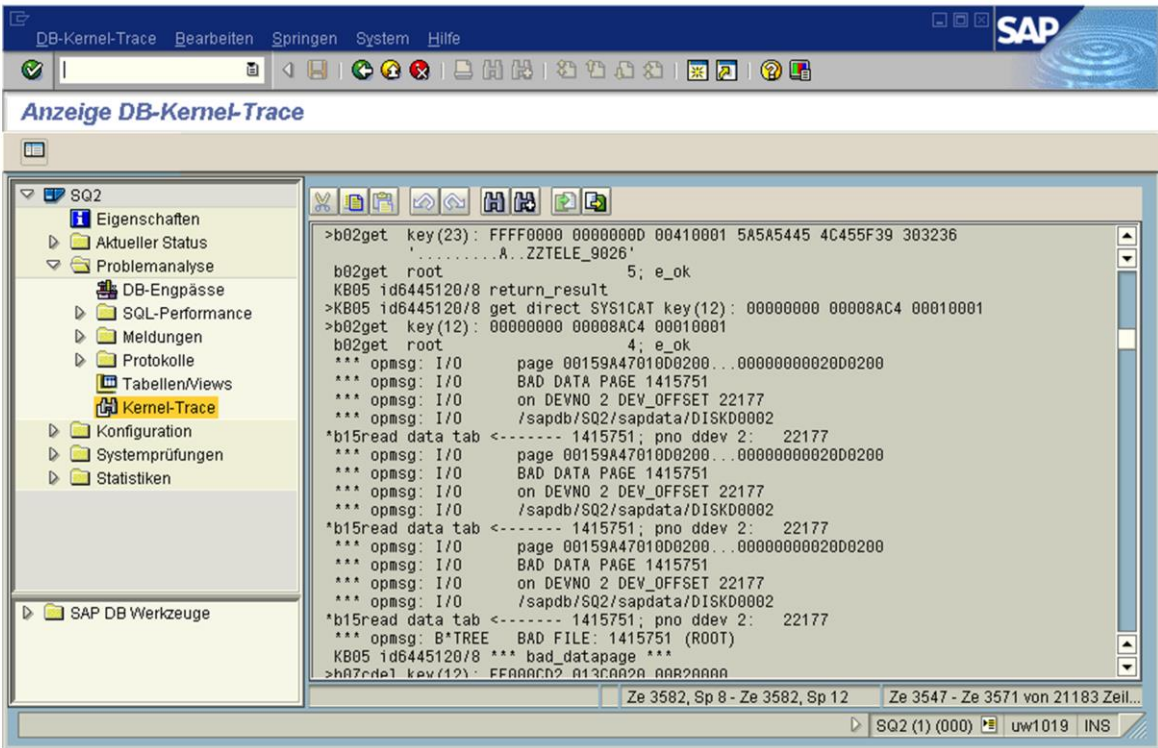 DB-Kernel-Trace Bearbeiten Springen System Hilfe
SAP
Anzeige DB-Kernel-Trace
SQ2
Eigenschaften
Aktueller Status
Problemanalyse
DB-Engpässe
SQL-Performance
Meldungen
Protokolle
Tabellen/Views
Kernel-Trace
Konfiguration
Systemprüfungen
Statistiken
SAP DB Werkzeuge
>b02get key(23): FFFF0000 0000000D 00410001 5A5A5445 4C455F39 303236
'.........A..ZZTELE_9026'
b02get root 5; e_ok
KB05 id6445120/8 return_result
>KB05 id6445120/8 get direct SYS1CAT key(12): 00000000 00008AC4 00010001
>b02get key(12): 00000000 00008AC4 00010001
b02get root 4; e_ok
*** opmsg: I/O page 00159A47010D0200...00000000020D0200
*** opmsg: I/O BAD DATA PAGE 1415751
*** opmsg: I/O on DEVNO 2 DEV_OFFSET 22177
*** opmsg: I/O /sapdb/SQ2/sapdata/DISKD0002
*b15read data tab <------- 1415751; pno ddev 2: 22177
*** opmsg: I/O page 00159A47010D0200...00000000020D0200
*** opmsg: I/O BAD DATA PAGE 1415751
*** opmsg: I/O on DEVNO 2 DEV_OFFSET 22177
*** opmsg: I/O /sapdb/SQ2/sapdata/DISKD0002
*b15read data tab <------- 1415751; pno ddev 2: 22177
*** opmsg: I/O page 00159A47010D0200...00000000020D0200
*** opmsg: I/O BAD DATA PAGE 1415751
*** opmsg: I/O on DEVNO 2 DEV_OFFSET 22177
*** opmsg: I/O /sapdb/SQ2/sapdata/DISKD0002
*b15read data tab <------- 1415751; pno ddev 2: 22177
*** opmsg: B*TREE BAD FILE: 1415751 (ROOT)
KB05 id6445120/8 *** bad_datapage ***
>b07cdel key(12): FF000CD2 013C0020 00B20000
Ze 3582, Sp 8 - Ze 3582, Sp 12
Ze 3547 - Ze 3571 von 21183 Zeil...
SQ2 (1) (000) uw1019 INS